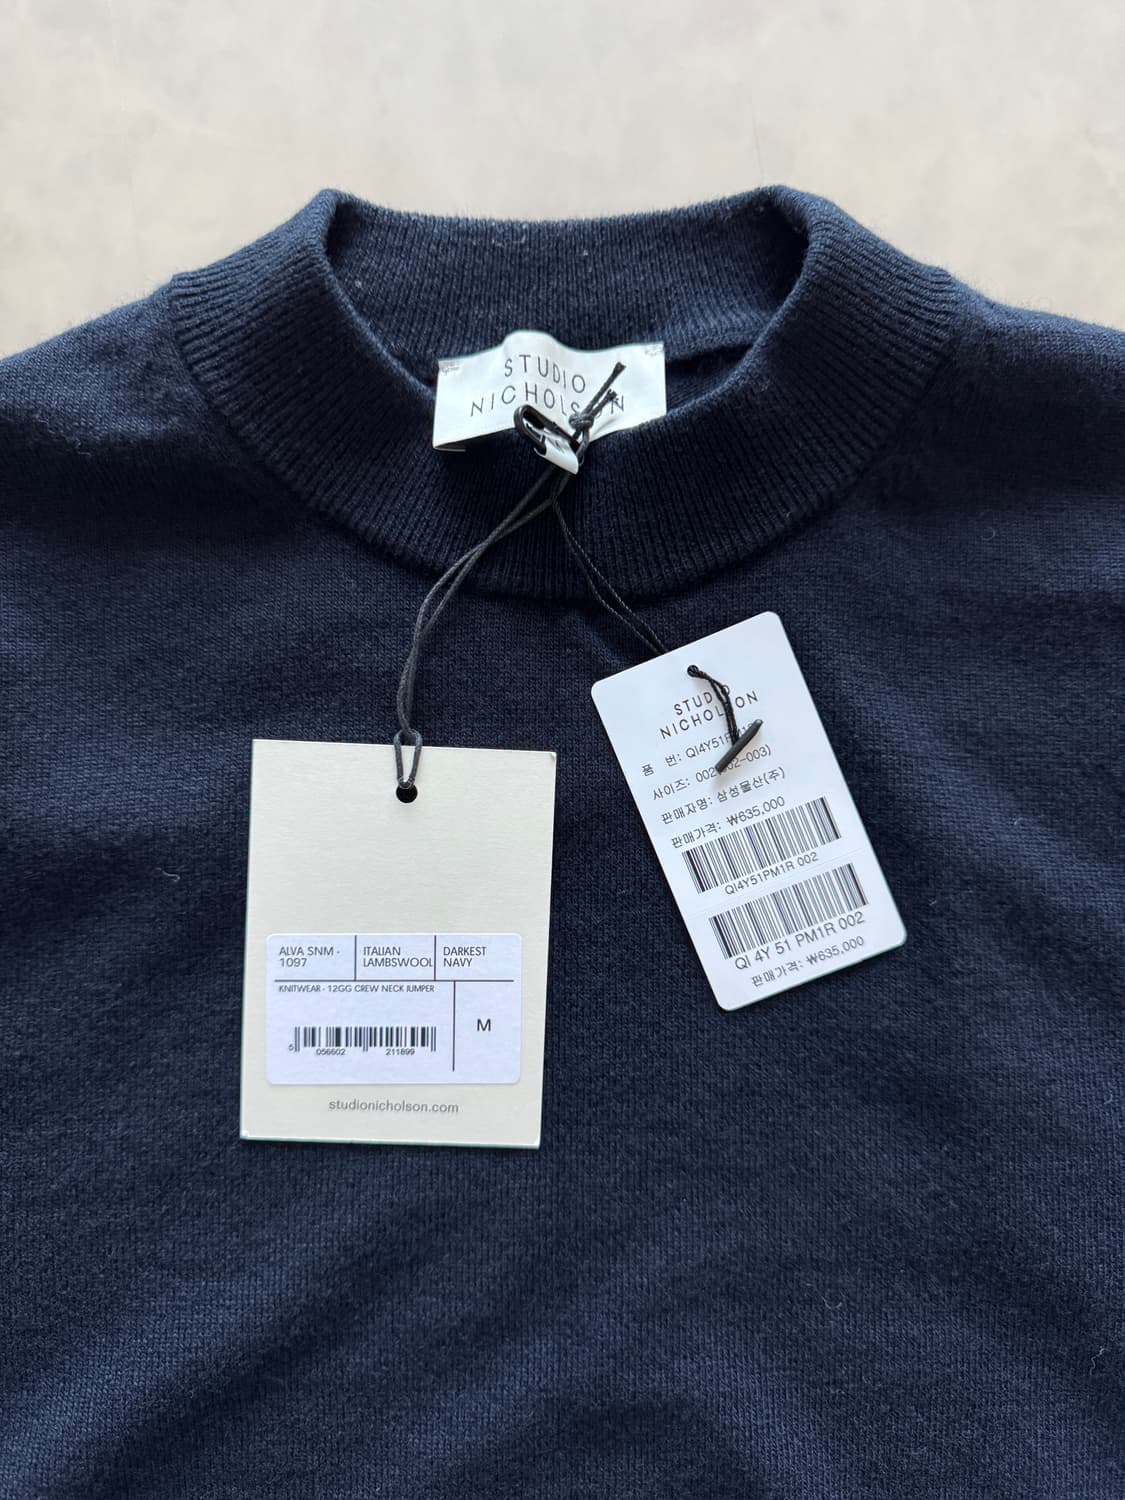 STUDIO
NICHOLSON
STUDIO
NICHOLSON
품 번:
사이즈: 002
판매자명: 삼성물산(주)
판매가격: ₩635,000
QI4Y51PM1R 002
QI 4Y 51 PM1R 002
판매가격: ₩635,000
ALVA SNM - 1097
ITALIAN LAMBSWOOL
DARKEST NAVY
KNITWEAR - 12GG CREW NECK JUMPER
M
5 056602 211899
studionicholson.com